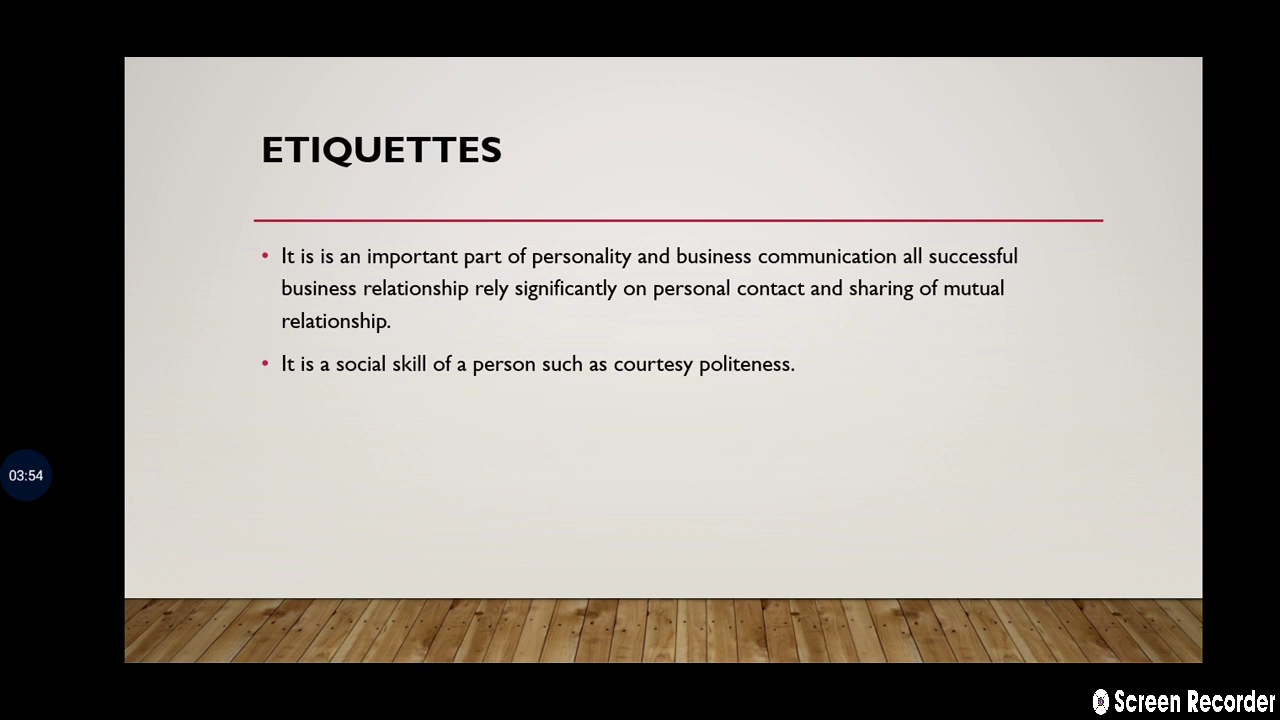 ETIQUETTES
• It is is an important part of personality and business communication all successful
business relationship rely significantly on personal contact and sharing of mutual
relationship.
• It is a social skill of a person such as courtesy politeness.
03:54
Screen Recorder